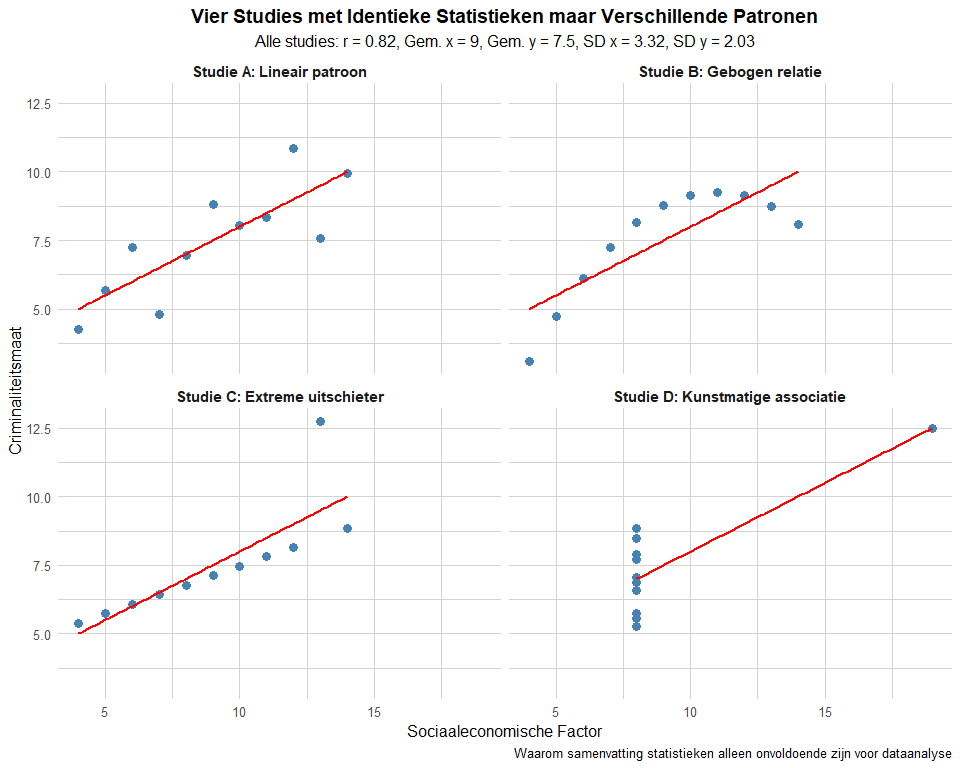 Vier Studies met Identieke Statistieken maar Verschillende Patronen
Alle studies: r = 0.82, Gem. x = 9, Gem. y = 7.5, SD x = 3.32, SD y = 2.03
Studie A: Lineair patroon
Studie B: Gebogen relatie
12.5
10.0
7.5
5.0
Criminaliteitsmaat
Studie C: Extreme uitschieter
Studie D: Kunstmatige associatie
12.5
10.0
7.5
5.0
5
10
15
5
10
15
Sociaaleconomische Factor
Waarom samenvatting statistieken alleen onvoldoende zijn voor dataanalyse